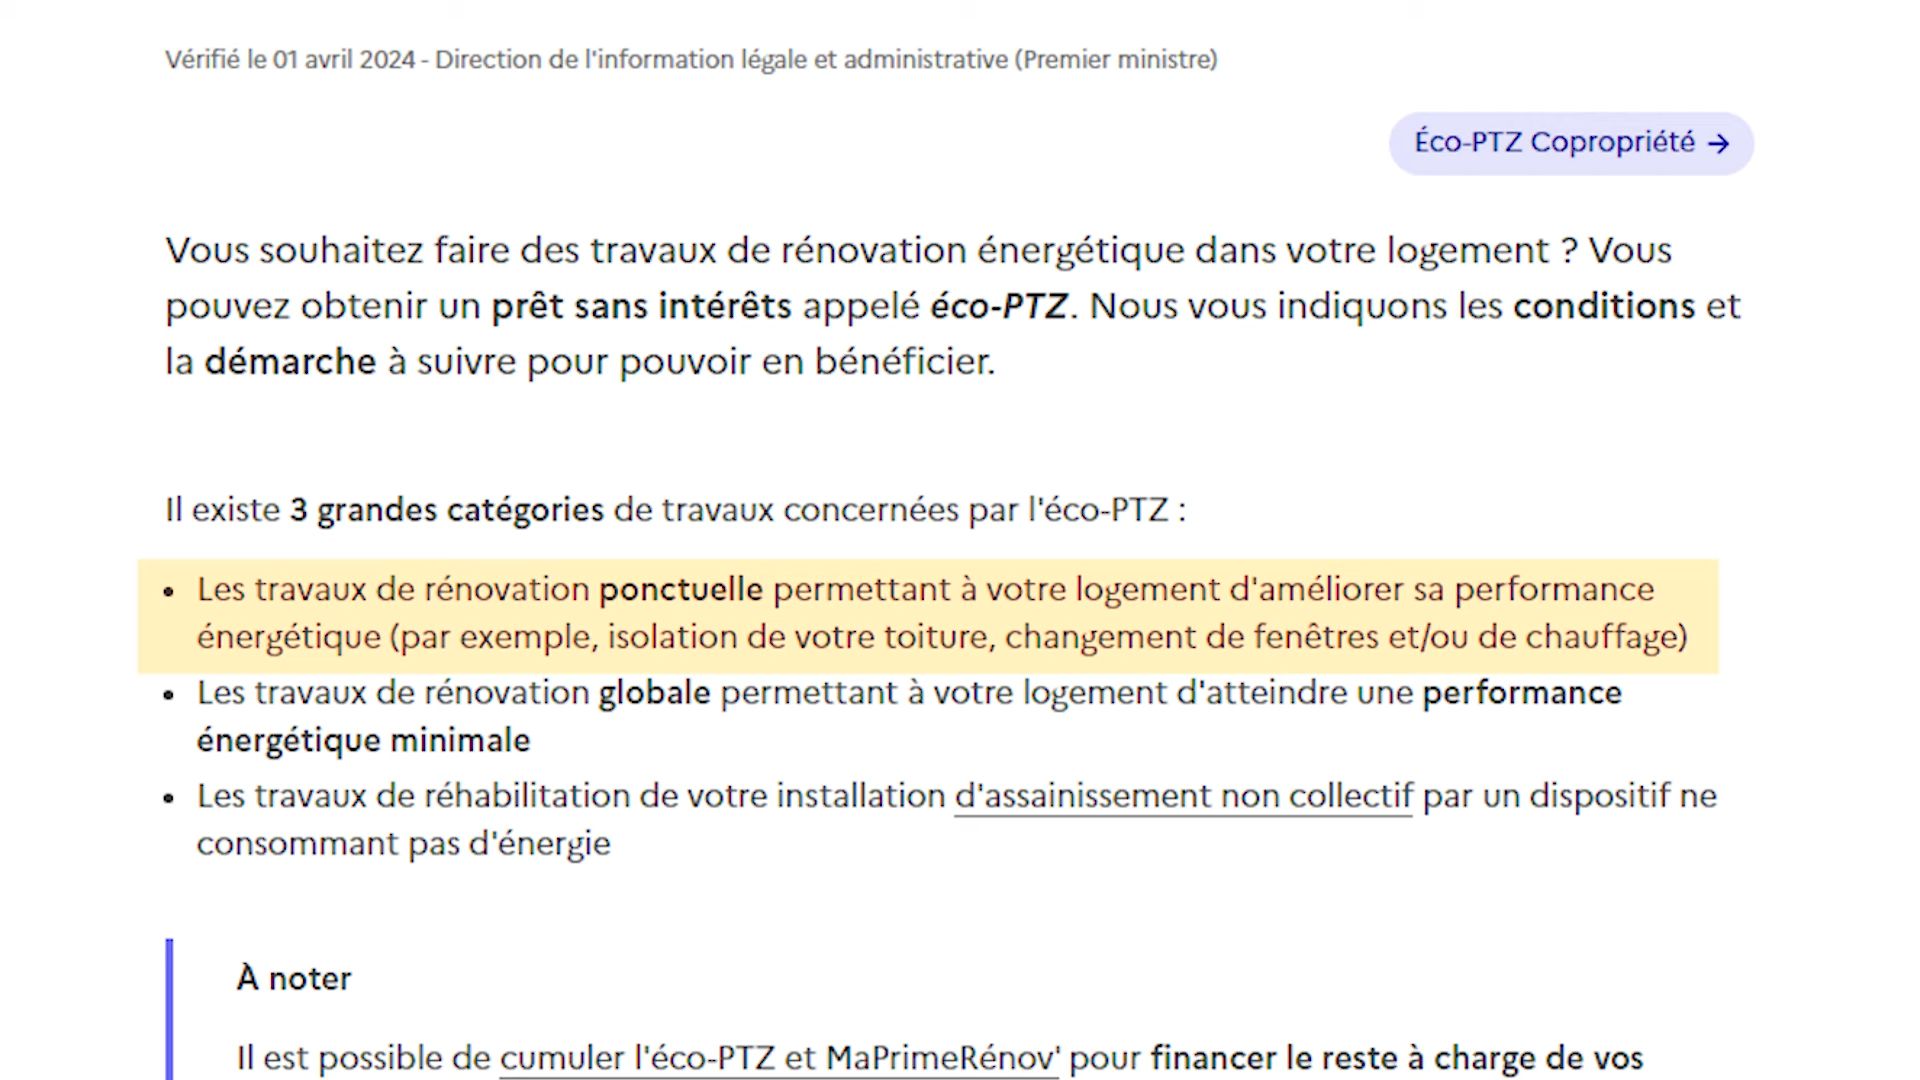 Vérifié le 01 avril 2024 - Direction de l'information légale et administrative (Premier ministre)
Éco-PTZ Copropriété →
Vous souhaitez faire des travaux de rénovation énergétique dans votre logement ? Vous
pouvez obtenir un prêt sans intérêts appelé éco-PTZ. Nous vous indiquons les conditions et
la démarche à suivre pour pouvoir en bénéficier.
Il existe 3 grandes catégories de travaux concernées par l'éco-PTZ :
• Les travaux de rénovation ponctuelle permettant à votre logement d'améliorer sa performance
énergétique (par exemple, isolation de votre toiture, changement de fenêtres et/ou de chauffage)
• Les travaux de rénovation globale permettant à votre logement d'atteindre une performance
énergétique minimale
• Les travaux de réhabilitation de votre installation d'assainissement non collectif par un dispositif ne
consommant pas d'énergie
À noter
Il est possible de cumuler l'éco-PTZ et MaPrimeRénov' pour financer le reste à charge de vos